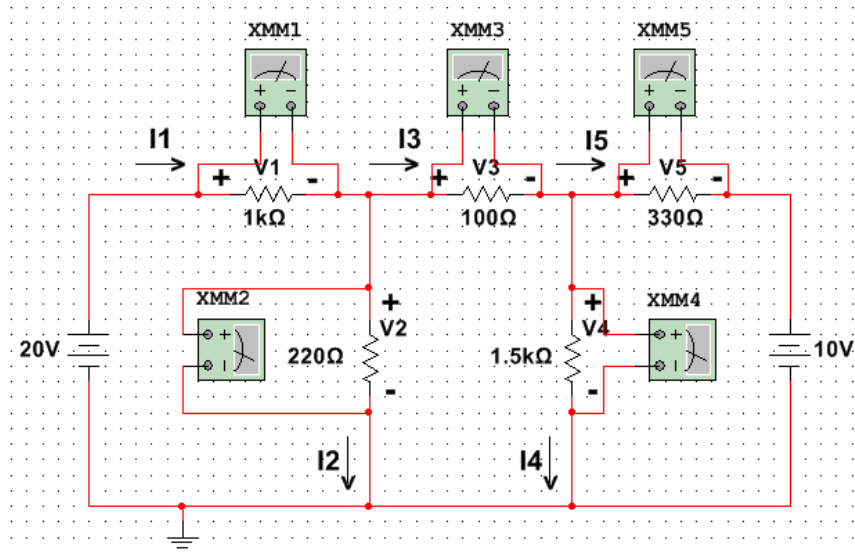 XMM1
XMM3
XMM5
+ −
+ −
+ −
I1
I3
I5
V1
V3
V5
+ -
+ -
+ -
1kΩ
100Ω
330Ω
XMM2
XMM4
+
+
+
+
V2
V4
20V
220Ω
1.5kΩ
10V
-
-
I2
I4